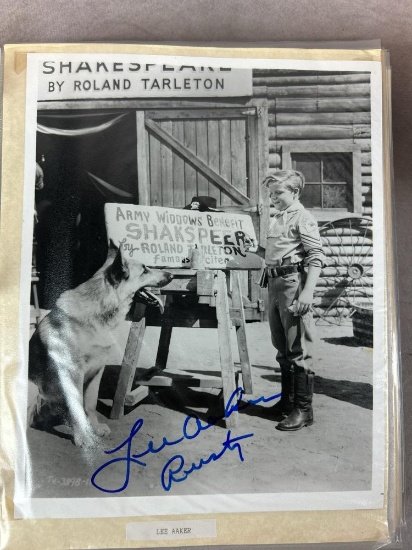 SHAKESPEARE
BY ROLAND TARLETON
ARMY WIDOWS BENEFIT
SHAKSPEER
by ROLAND TARLETON
famous
Lee Aaker
Rusty
LEE AAKER